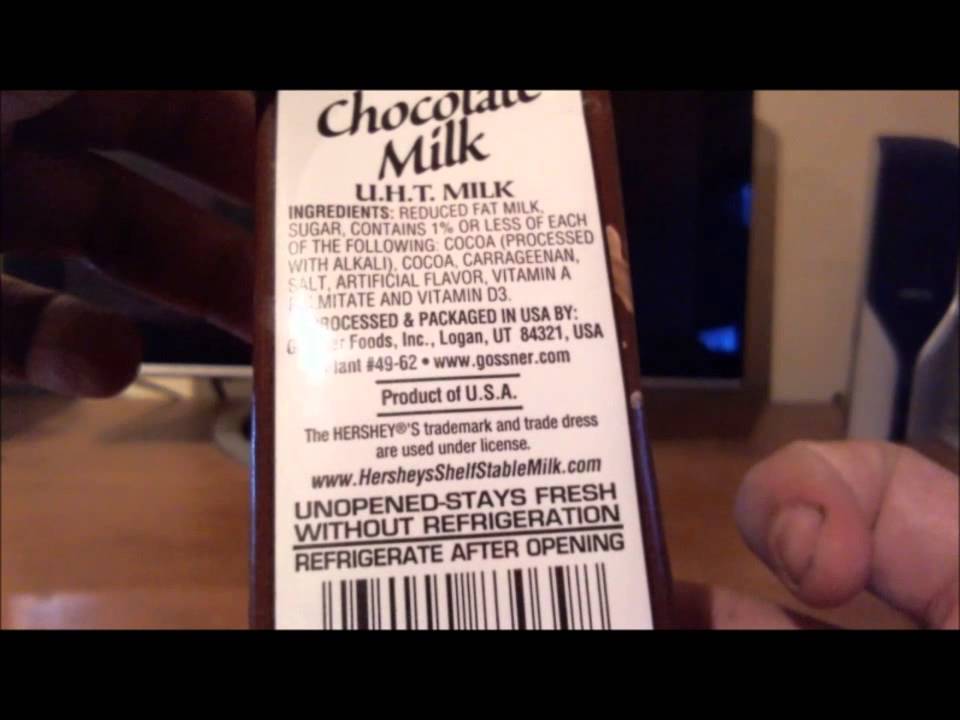 Chocolate
Milk
U.H.T. MILK
INGREDIENTS: REDUCED FAT MILK,
SUGAR, CONTAINS 1% OR LESS OF EACH
OF THE FOLLOWING: COCOA (PROCESSED
WITH ALKALI), COCOA, CARRAGEENAN,
SALT, ARTIFICIAL FLAVOR, VITAMIN A
AND VITAMIN D3.
& PACKAGED IN USA BY:
Foods, Inc., Logan, UT 84321, USA
#49-62 • www.gossner.com
Product of U.S.A.
The HERSHEY®'S trademark and trade dress
are used under license.
www.HersheysShelfStableMilk.com
UNOPENED-STAYS FRESH
WITHOUT REFRIGERATION
REFRIGERATE AFTER OPENING